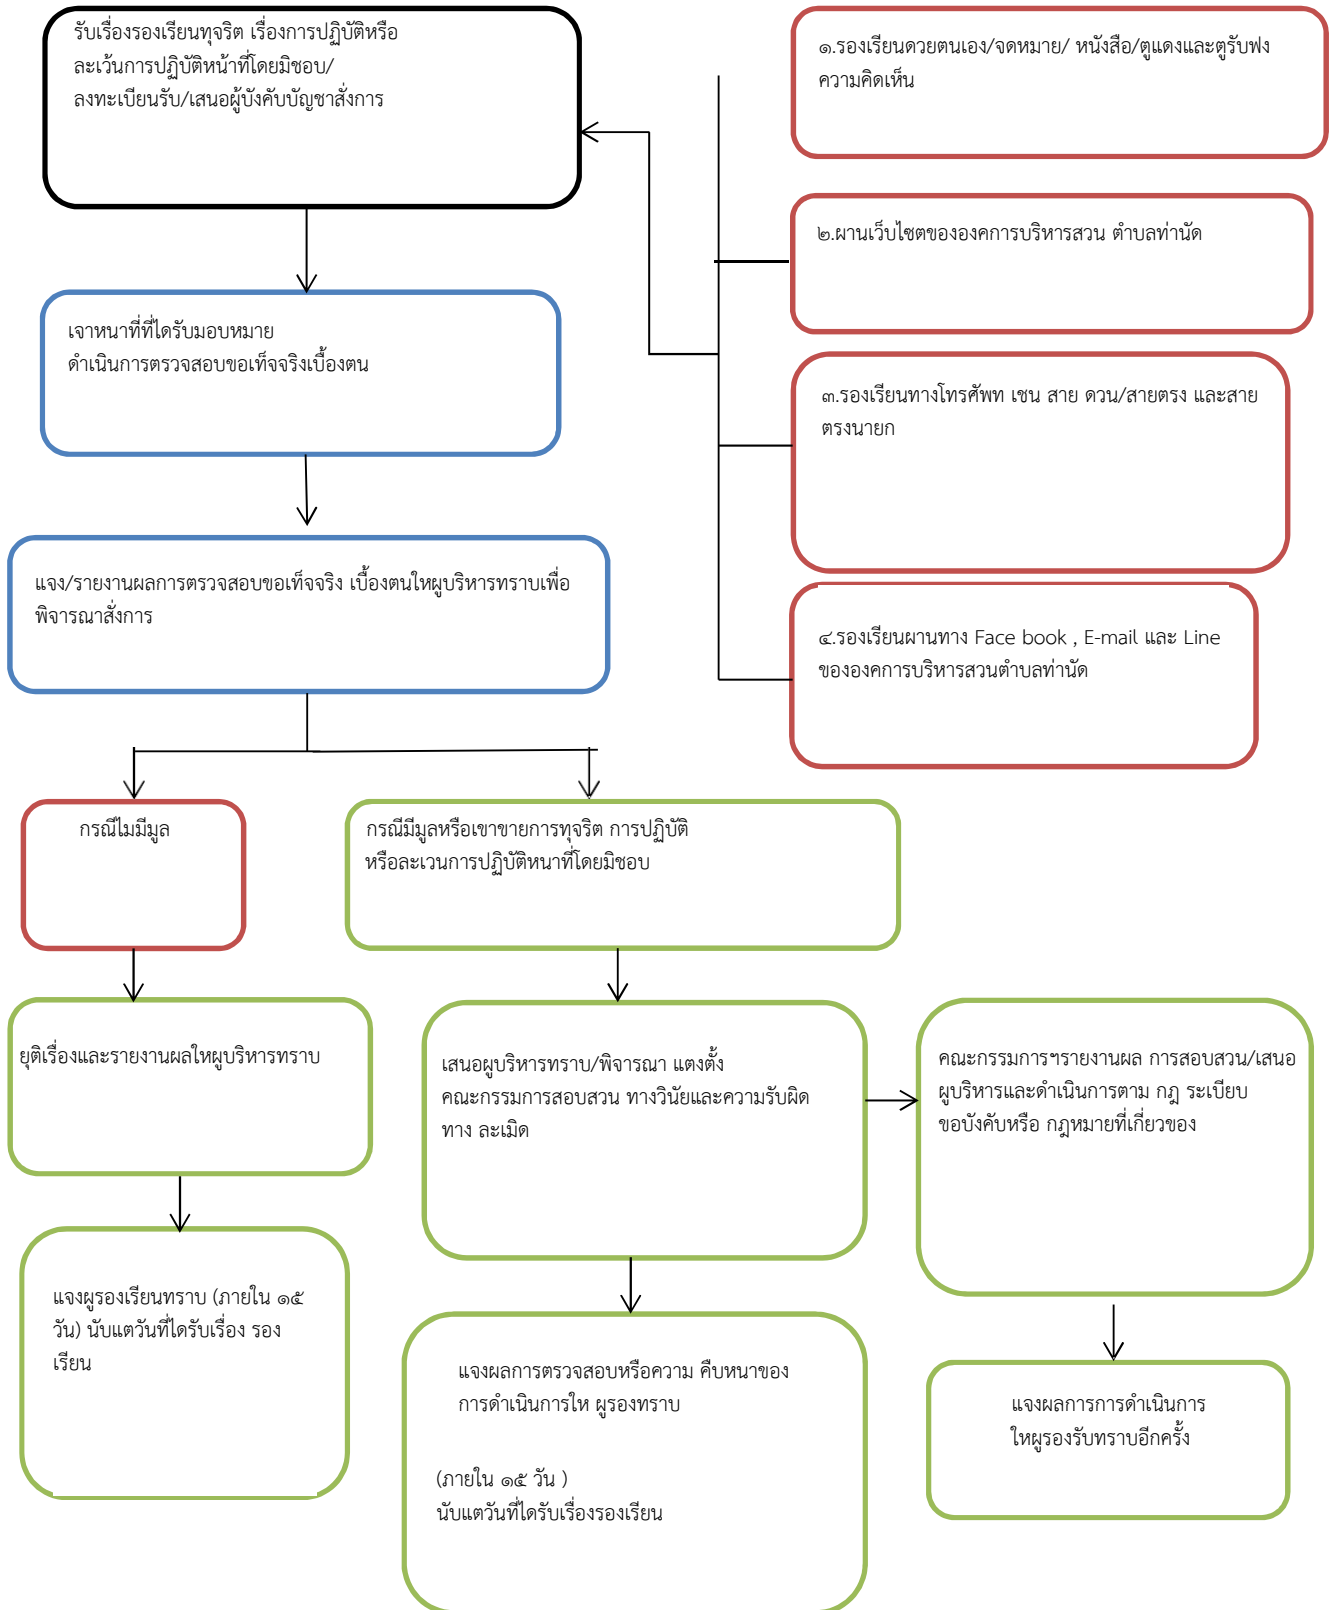 รับเรื่องรองเรียนทุจริต เรื่องการปฏิบัติหรือ
ละเว้นการปฏิบัติหน้าที่โดยมิชอบ/
ลงทะเบียนรับ/เสนอผู้บังคับบัญชาสั่งการ
๑.รองเรียนดวยตนเอง/จดหมาย/ หนังสือ/ตูแดงและตูรับฟง
ความคิดเห็น
๒.ผานเว็บไซตขององคการบริหารสวน ตำบลท่านัด
เจาหนาที่ที่ไดรับมอบหมาย
ดำเนินการตรวจสอบขอเท็จจริงเบื้องตน
๓.รองเรียนทางโทรศัพท เชน สาย ดวน/สายตรง และสาย
ตรงนายก
แจง/รายงานผลการตรวจสอบขอเท็จจริง เบื้องตนใหผูบริหารทราบเพื่อ
พิจารณาสั่งการ
๔.รองเรียนผานทาง Face book , E-mail และ Line
ขององคการบริหารสวนตำบลท่านัด
กรณีไมมีมูล
กรณีมีมูลหรือเขาขายการทุจริต การปฏิบัติ
หรือละเวนการปฏิบัติหนาที่โดยมิชอบ
ยุติเรื่องและรายงานผลใหผูบริหารทราบ
เสนอผูบริหารทราบ/พิจารณา แตงตั้ง
คณะกรรมการสอบสวน ทางวินัยและความรับผิด
ทาง ละเมิด
คณะกรรมการฯรายงานผล การสอบสวน/เสนอ
ผูบริหารและดำเนินการตาม กฎ ระเบียบ
ขอบังคับหรือ กฎหมายที่เกี่ยวของ
แจงผูรองเรียนทราบ (ภายใน ๑๕
วัน) นับแตวันที่ไดรับเรื่อง รอง
เรียน
แจงผลการตรวจสอบหรือความ คืบหนาของ
การดำเนินการให ผูรองทราบ
(ภายใน ๑๕ วัน )
นับแตวันที่ไดรับเรื่องรองเรียน
แจงผลการการดำเนินการ
ใหผูรองรับทราบอีกครั้ง